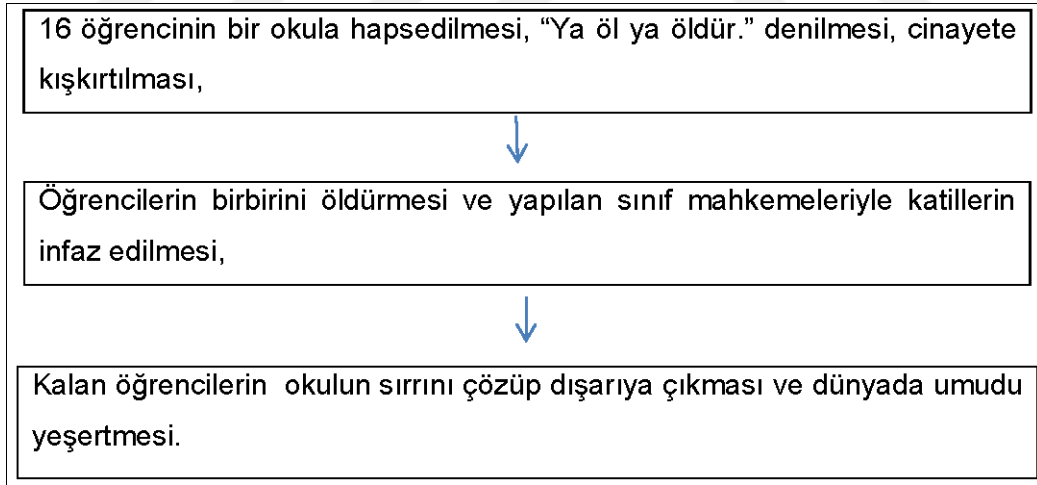 16 öğrencinin bir okula hapsedilmesi, “Ya öl ya öldür.” denilmesi, cinayete
kışkırtılması,
Öğrencilerin birbirini öldürmesi ve yapılan sınıf mahkemeleriyle katillerin
infaz edilmesi,
Kalan öğrencilerin okulun sırrını çözüp dışarıya çıkması ve dünyada umudu
yeşertmesi.